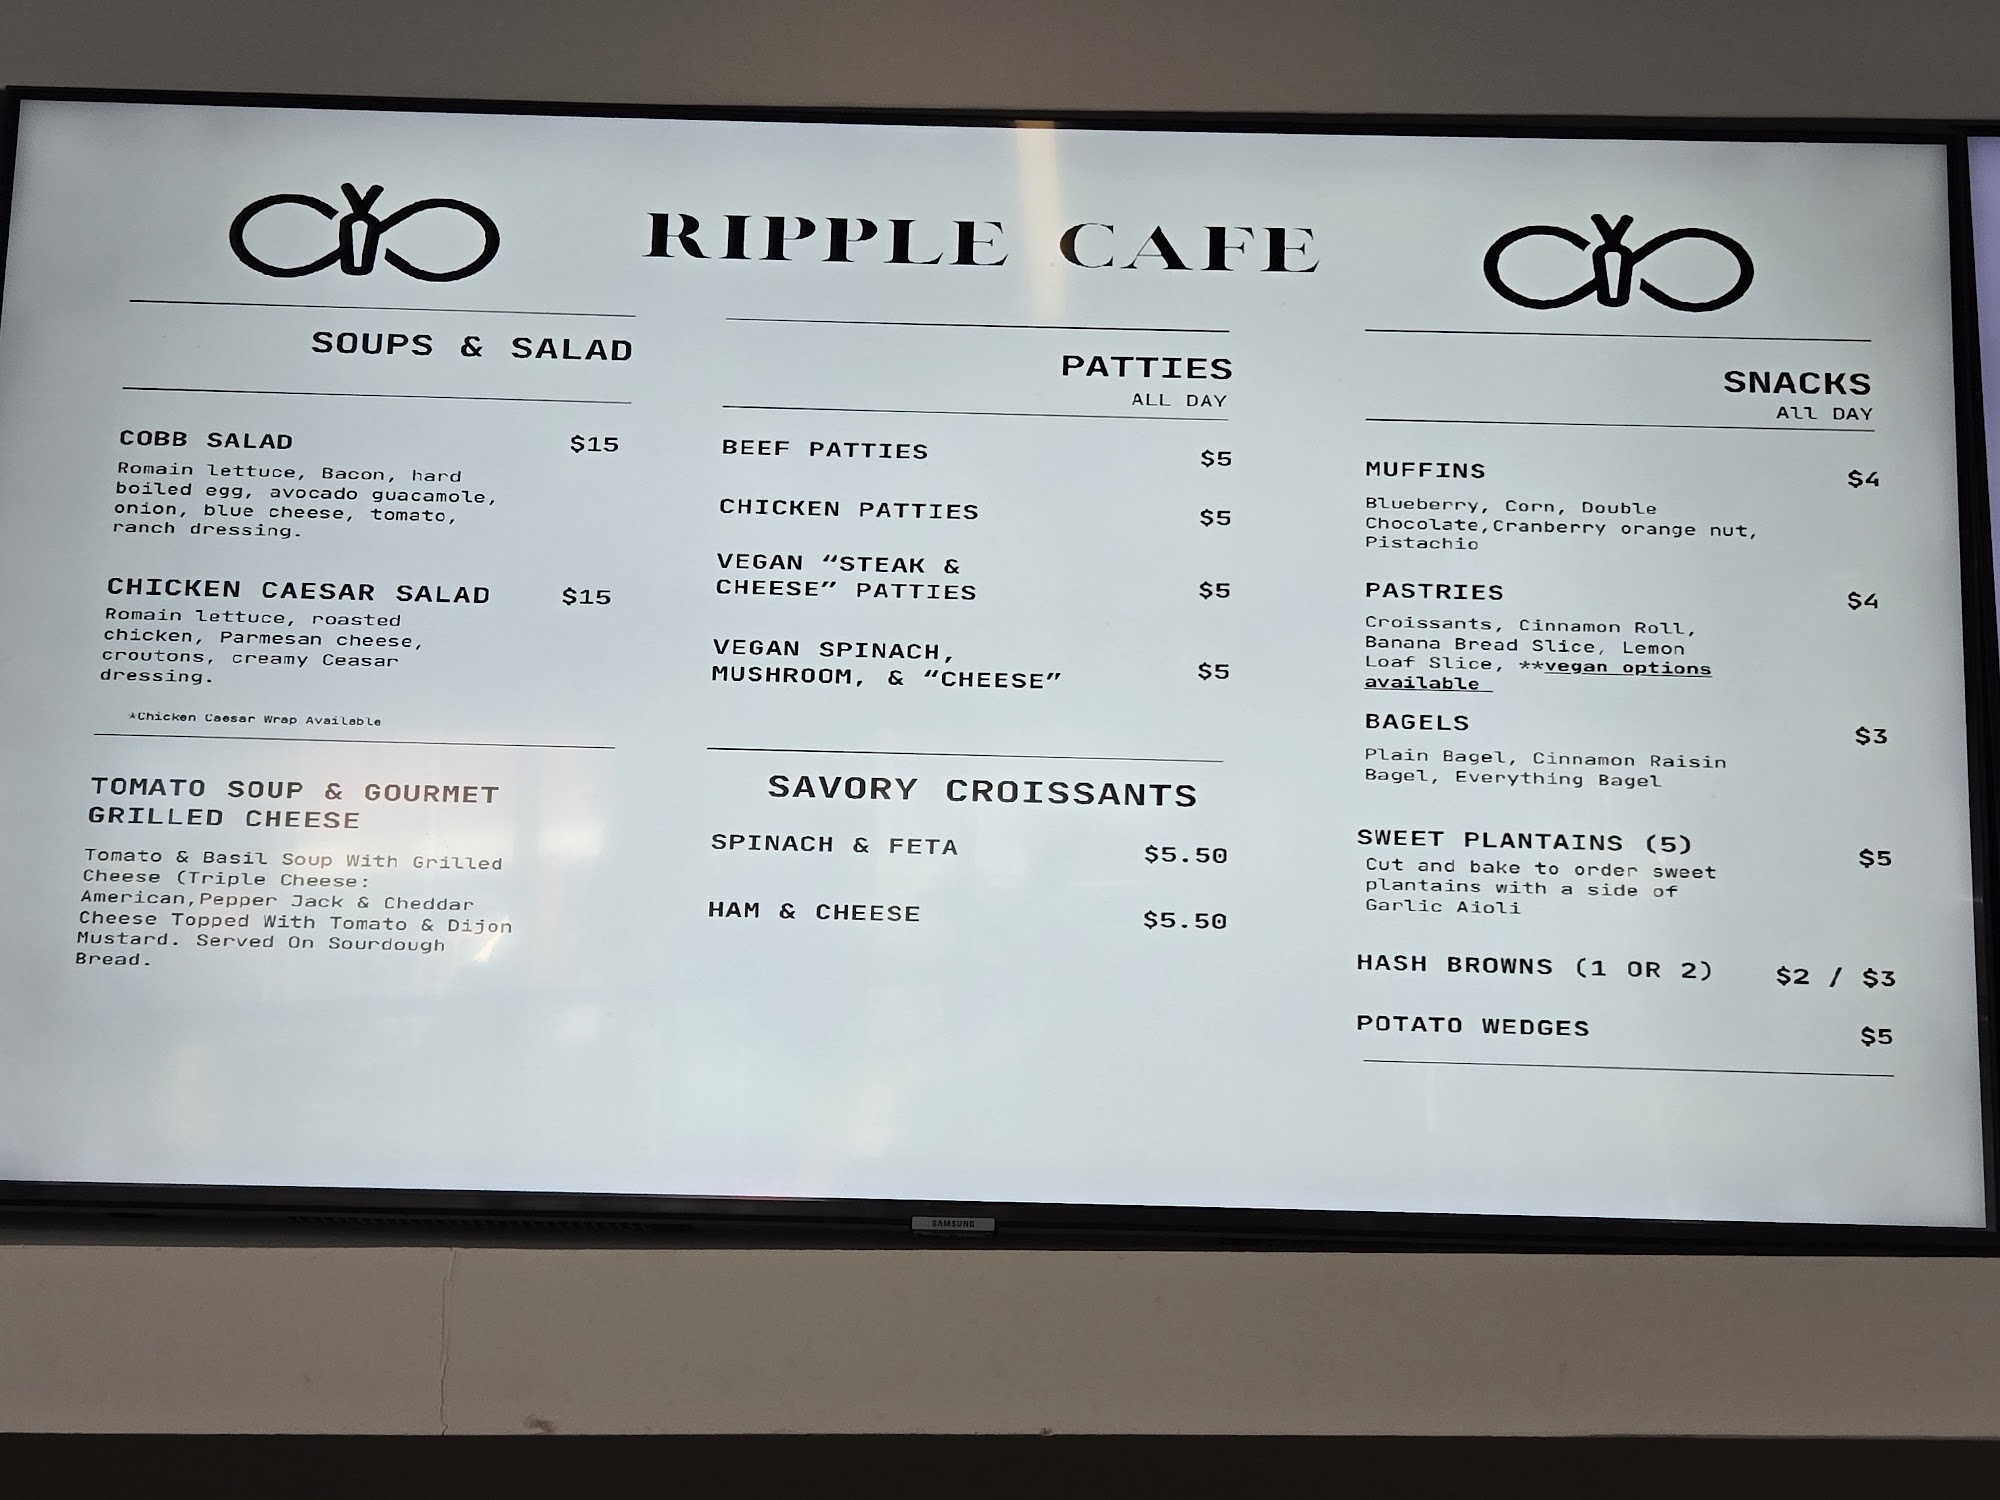 RIPPLE CAFE
SOUPS & SALAD
COBB SALAD $15
Romain lettuce, Bacon, hard
boiled egg, avocado guacamole,
onion, blue cheese, tomato,
ranch dressing.
CHICKEN CAESAR SALAD $15
Romain lettuce, roasted
chicken, Parmesan cheese,
croutons, creamy Ceasar
dressing.
*Chicken Caesar Wrap Available
TOMATO SOUP & GOURMET
GRILLED CHEESE
Tomato & Basil Soup With Grilled
Cheese (Triple Cheese:
American,Pepper Jack & Cheddar
Cheese Topped With Tomato & Dijon
Mustard. Served On Sourdough
Bread.
PATTIES
ALL DAY
BEEF PATTIES $5
CHICKEN PATTIES $5
VEGAN “STEAK &
CHEESE” PATTIES $5
VEGAN SPINACH,
MUSHROOM, & “CHEESE” $5
SAVORY CROISSANTS
SPINACH & FETA $5.50
HAM & CHEESE $5.50
SNACKS
All DAY
MUFFINS $4
Blueberry, Corn, Double
Chocolate,Cranberry orange nut,
Pistachio
PASTRIES $4
Croissants, Cinnamon Roll,
Banana Bread Slice, Lemon
Loaf Slice, **vegan options
available
BAGELS $3
Plain Bagel, Cinnamon Raisin
Bagel, Everything Bagel
SWEET PLANTAINS (5) $5
Cut and bake to order sweet
plantains with a side of
Garlic Aioli
HASH BROWNS (1 OR 2) $2 / $3
POTATO WEDGES $5
SAMSUNG